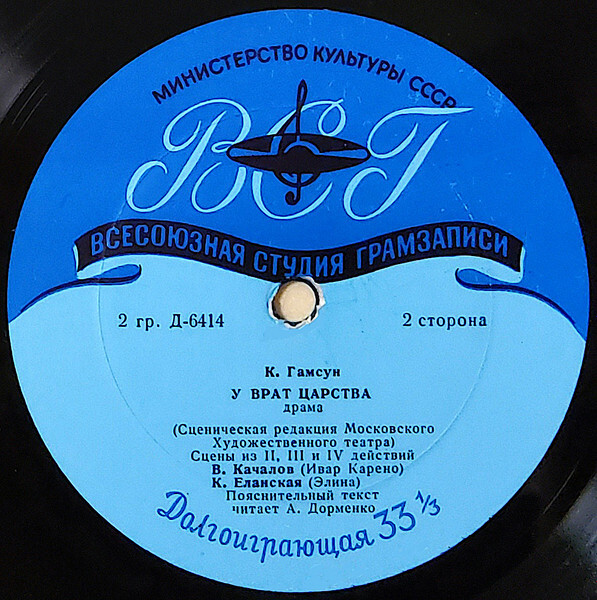 МИНИСТЕРСТВО КУЛЬТУРЫ СССР
ВСГ
ВСЕСОЮЗНАЯ СТУДИЯ ГРАМЗАПИСИ
2 гр. Д-6414
2 сторона
К. Гамсун
У ВРАТ ЦАРСТВА
драма
(Сценическая редакция Московского
Художественного театра)
Сцены из II, III и IV действий
В. Качалов (Ивар Карено)
К. Еланская (Элина)
Пояснительный текст
читает А. Дорменко
Долгоиграющая 33 1/3